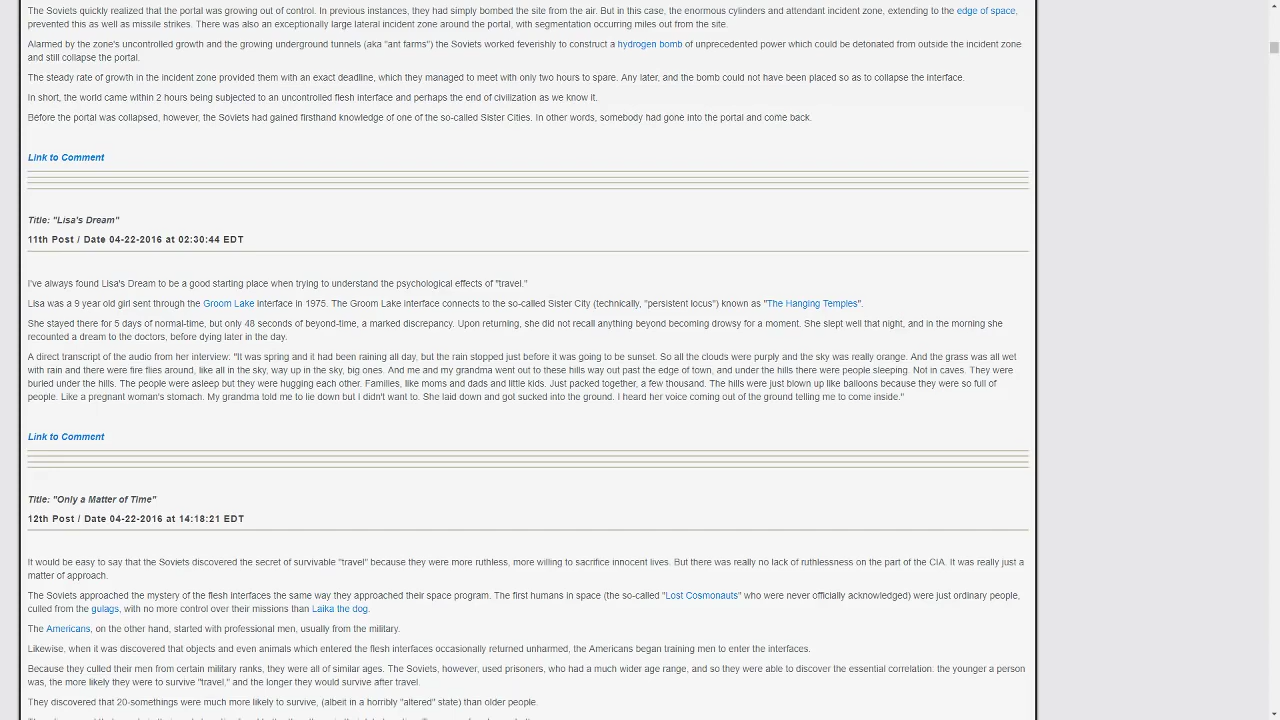 The Soviets quickly realized that the portal was growing out of control. In previous instances, they had simply bombed the site from the air. But in this case, the enormous cylinders and attendant incident zone, extending to the edge of space,
prevented this as well as missile strikes. There was also an exceptionally large lateral incident zone around the portal, with segmentation occurring miles out from the site.
Alarmed by the zone's uncontrolled growth and the growing underground tunnels (aka "ant farms") the Soviets worked feverishly to construct a hydrogen bomb of unprecedented power which could be detonated from outside the incident zone
and still collapse the portal.
The steady rate of growth in the incident zone provided them with an exact deadline, which they managed to meet with only two hours to spare. Any later, and the bomb could not have been placed so as to collapse the interface.
In short, the world came within 2 hours being subjected to an uncontrolled flesh interface and perhaps the end of civilization as we know it.
Before the portal was collapsed, however, the Soviets had gained firsthand knowledge of one of the so-called Sister Cities. In other words, somebody had gone into the portal and come back.
Link to Comment
Title: "Lisa's Dream"
11th Post / Date 04-22-2016 at 02:30:44 EDT
I've always found Lisa's Dream to be a good starting place when trying to understand the psychological effects of "travel."
Lisa was a 9 year old girl sent through the Groom Lake interface in 1975. The Groom Lake interface connects to the so-called Sister City (technically, "persistent locus") known as "The Hanging Temples".
She stayed there for 5 days of normal-time, but only 48 seconds of beyond-time, a marked discrepancy. Upon returning, she did not recall anything beyond becoming drowsy for a moment. She slept well that night, and in the morning she
recounted a dream to the doctors, before dying later in the day.
A direct transcript of the audio from her interview: "It was spring and it had been raining all day, but the rain stopped just before it was going to be sunset. So all the clouds were purply and the sky was really orange. And the grass was all wet
with rain and there were fire flies around, like all in the sky, way up in the sky, big ones. And me and my grandma went out to these hills way out past the edge of town, and under the hills there were people sleeping. Not in caves. They were
buried under the hills. The people were asleep but they were hugging each other. Families, like moms and dads and little kids. Just packed together, a few thousand. The hills were just blown up like balloons because they were so full of
people. Like a pregnant woman's stomach. My grandma told me to lie down but I didn't want to. She laid down and got sucked into the ground. I heard her voice coming out of the ground telling me to come inside."
Link to Comment
Title: "Only a Matter of Time"
12th Post / Date 04-22-2016 at 14:18:21 EDT
It would be easy to say that the Soviets discovered the secret of survivable "travel" because they were more ruthless, more willing to sacrifice innocent lives. But there was really no lack of ruthlessness on the part of the CIA. It was really just a
matter of approach.
The Soviets approached the mystery of the flesh interfaces the same way they approached their space program. The first humans in space (the so-called "Lost Cosmonauts" who were never officially acknowledged) were just ordinary people,
culled from the gulags, with no more control over their missions than Laika the dog.
The Americans, on the other hand, started with professional men, usually from the military.
Likewise, when it was discovered that objects and even animals which entered the flesh interfaces occasionally returned unharmed, the Americans began training men to enter the interfaces.
Because they culled their men from certain military ranks, they were all of similar ages. The Soviets, however, used prisoners, who had a much wider age range, and so they were able to discover the essential correlation: the younger a person
was, the more likely they were to survive "travel," and the longer they would survive after travel.
They discovered that 20-somethings were much more likely to survive, (albeit in a horribly "altered" state) than older people.